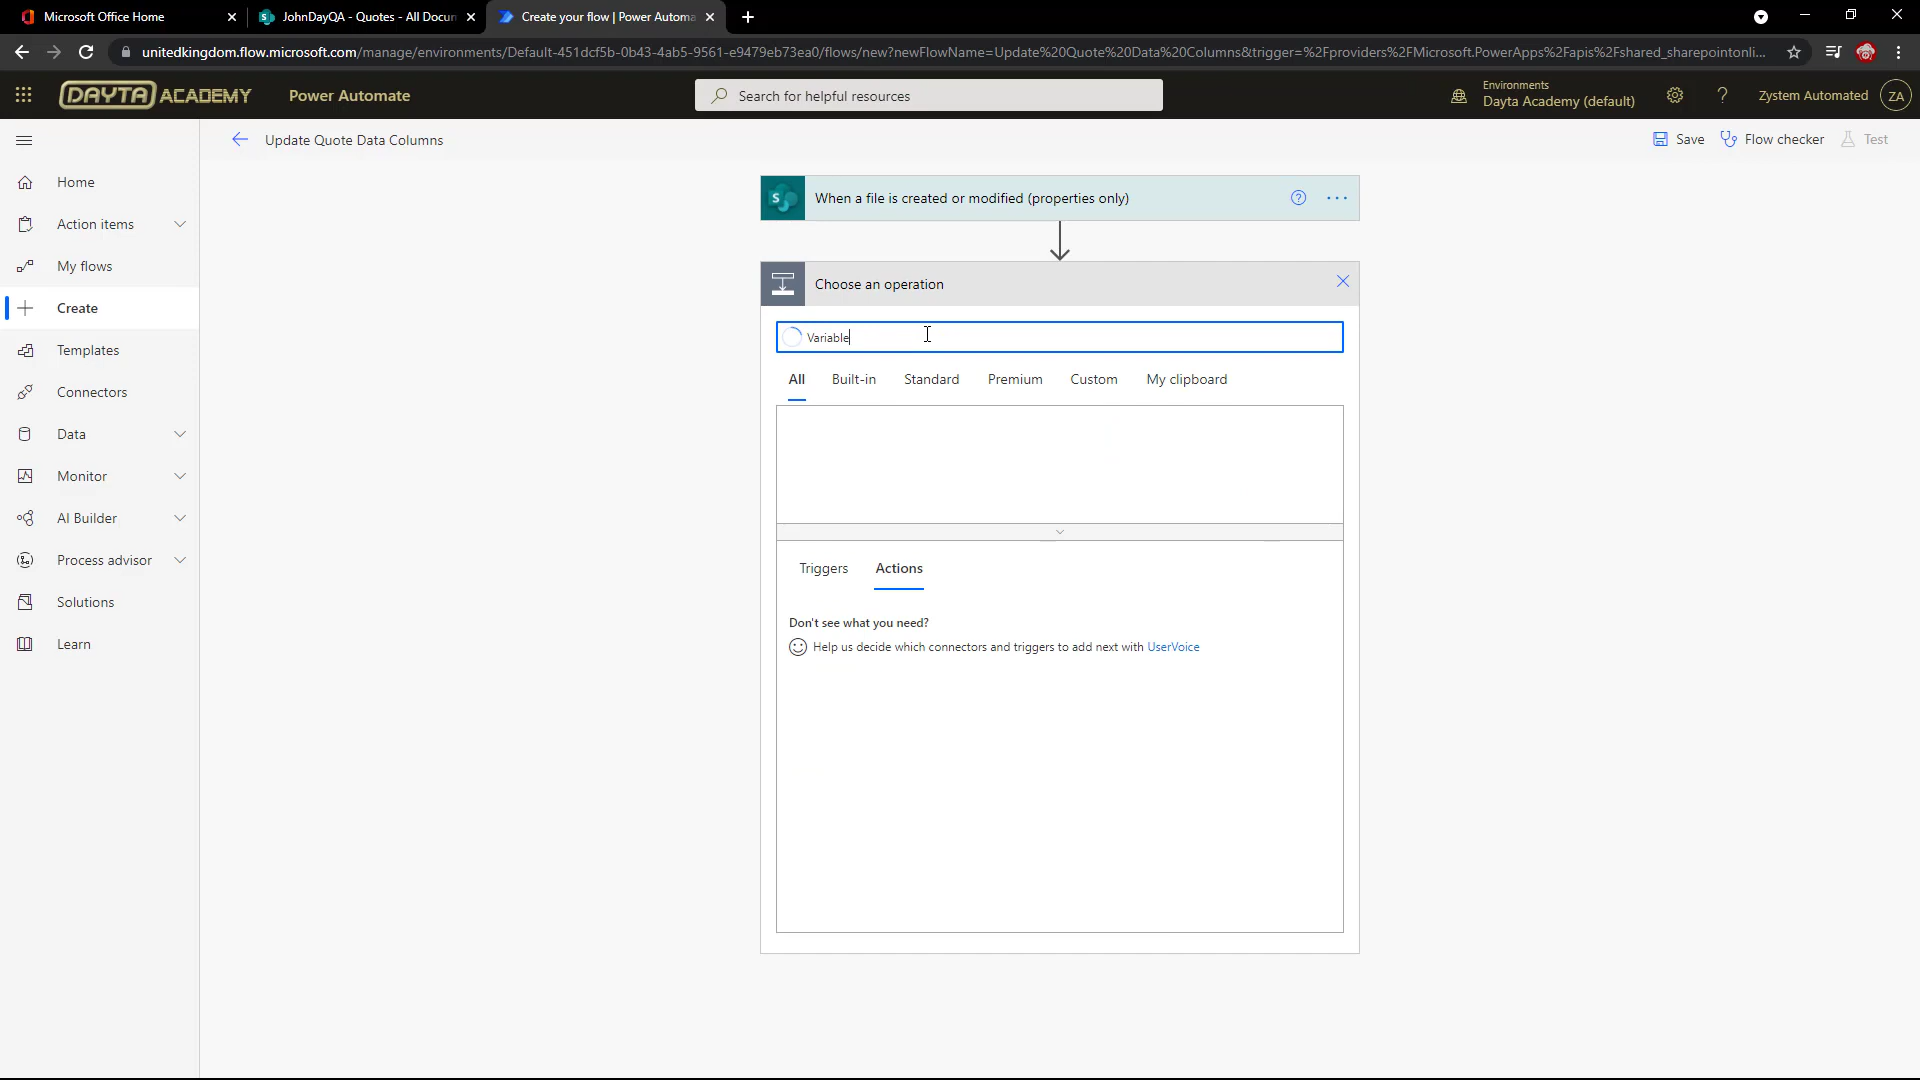 Microsoft Office Home
JohnDayQA - Quotes - All Docum
Create your flow | Power Automa
unitedkingdom.flow.microsoft.com/manage/environments/Default-451dcf5b-0b43-4ab5-9561-e9479eb73ea0/flows/new?newFlowName=Update%20Quote%20Data%20Columns&trigger=%2Fproviders%2FMicrosoft.PowerApps%2Fapis%2Fshared_sharepointonli...
DAYTA ACADEMY
Power Automate
Search for helpful resources
Environments
Dayta Academy (default)
?
Zystem Automated
ZA
Update Quote Data Columns
Save
Flow checker
Test
Home
Action items
My flows
Create
Templates
Connectors
Data
Monitor
AI Builder
Process advisor
Solutions
Learn
S
When a file is created or modified (properties only)
?
...
Choose an operation
Variable
All
Built-in
Standard
Premium
Custom
My clipboard
Triggers
Actions
Don't see what you need?
Help us decide which connectors and triggers to add next with UserVoice